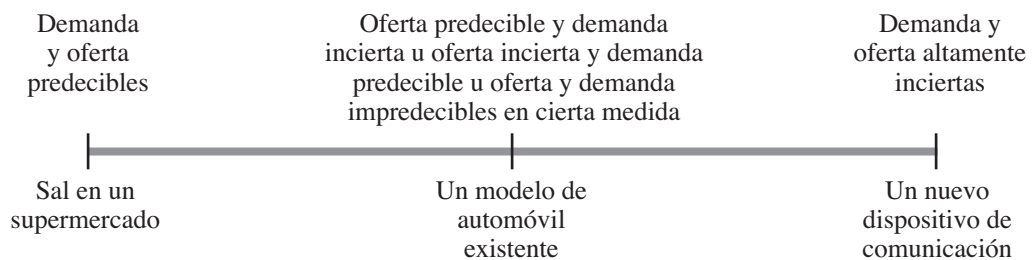 Demanda
y oferta
predecibles
Oferta predecible y demanda
incierta u oferta incierta y demanda
predecible u oferta y demanda
impredecibles en cierta medida
Demanda y
oferta altamente
inciertas
Sal en un
supermercado
Un modelo de
automóvil
existente
Un nuevo
dispositivo de
comunicación